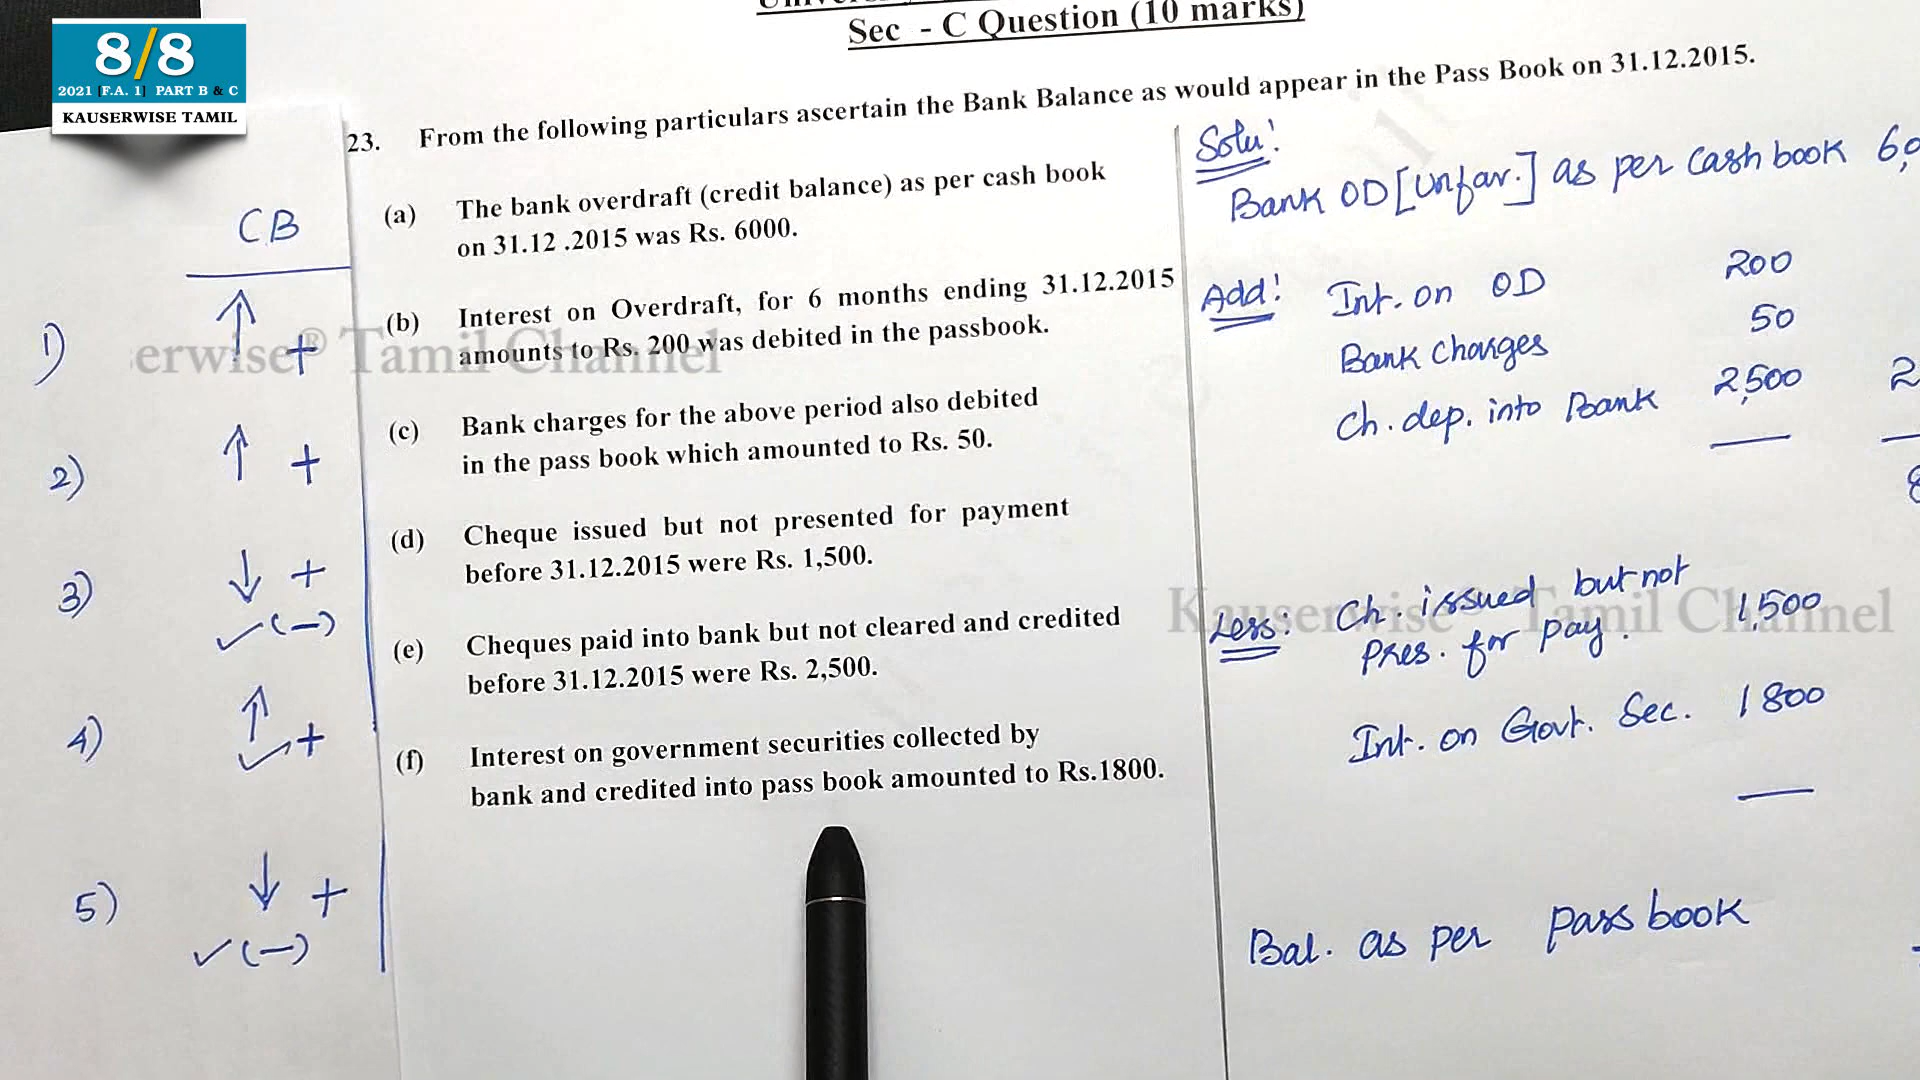 8/8
2021 [F.A. 1] PART B & C
KAUSERWISE TAMIL
Sec - C Question (10 marks)
23. From the following particulars ascertain the Bank Balance as would appear in the Pass Book on 31.12.2015.
(a) The bank overdraft (credit balance) as per cash book
on 31.12 .2015 was Rs. 6000.
(b) Interest on Overdraft, for 6 months ending 31.12.2015
amounts to Rs. 200 was debited in the passbook.
(c) Bank charges for the above period also debited
in the pass book which amounted to Rs. 50.
(d) Cheque issued but not presented for payment
before 31.12.2015 were Rs. 1,500.
(e) Cheques paid into bank but not cleared and credited
before 31.12.2015 were Rs. 2,500.
(f) Interest on government securities collected by
bank and credited into pass book amounted to Rs.1800.
CB
1) ↑ +
2) ↑ +
3) ↓ +
✓(-)
4) ↑ ✓+
5) ↓ +
✓(-)
Solu:
Bank OD [Unfav.] as per Cash book
Add: Int. on OD 200
Bank charges 50
Ch. dep. into Bank 2,500
Less: Ch. issued but not
Pres. for pay. 1,500
Int. on Govt. Sec. 1800
Bal. as per pass book
erwise® Tamil Channel
Kauserwise® Tamil Channel